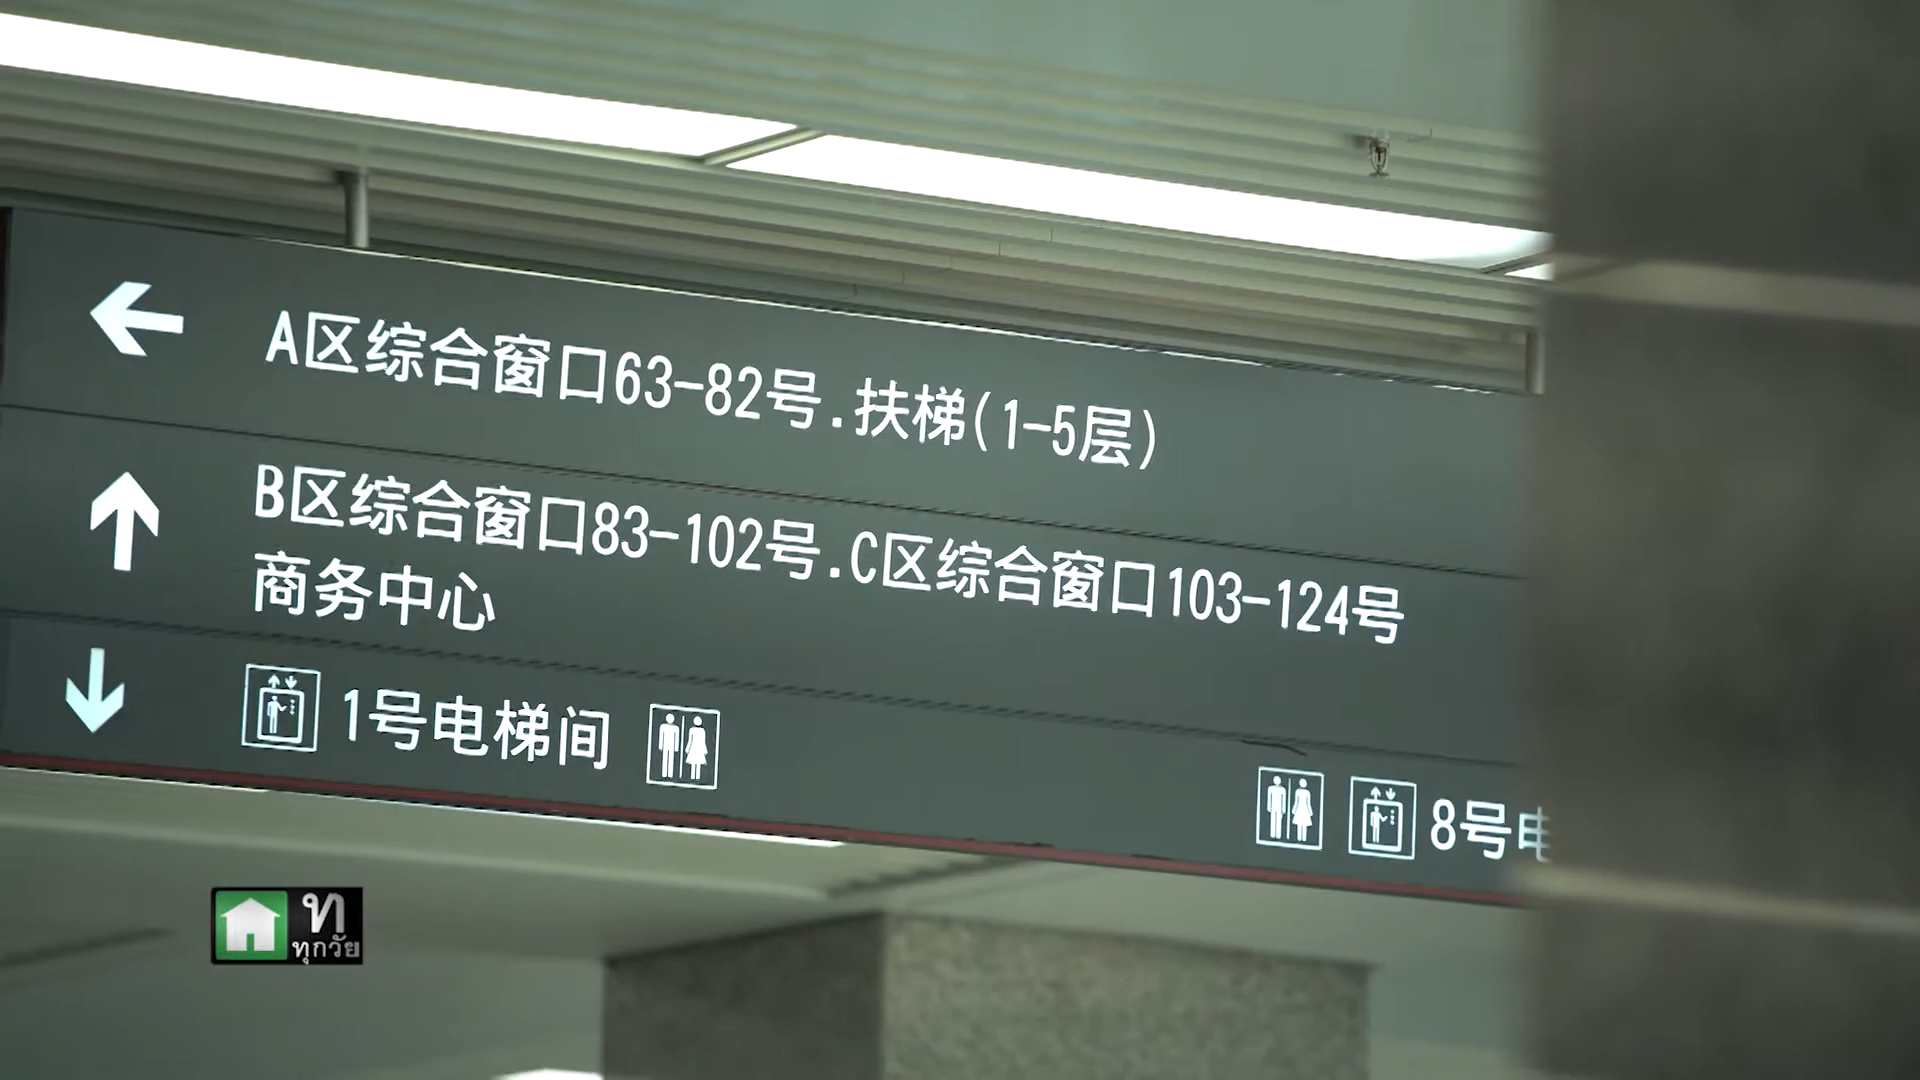 A区综合窗口63-82号.扶梯(1-5层)
B区综合窗口83-102号.C区综合窗口103-124号
商务中心
1号电梯间
8号电
ท
ทุกวัย